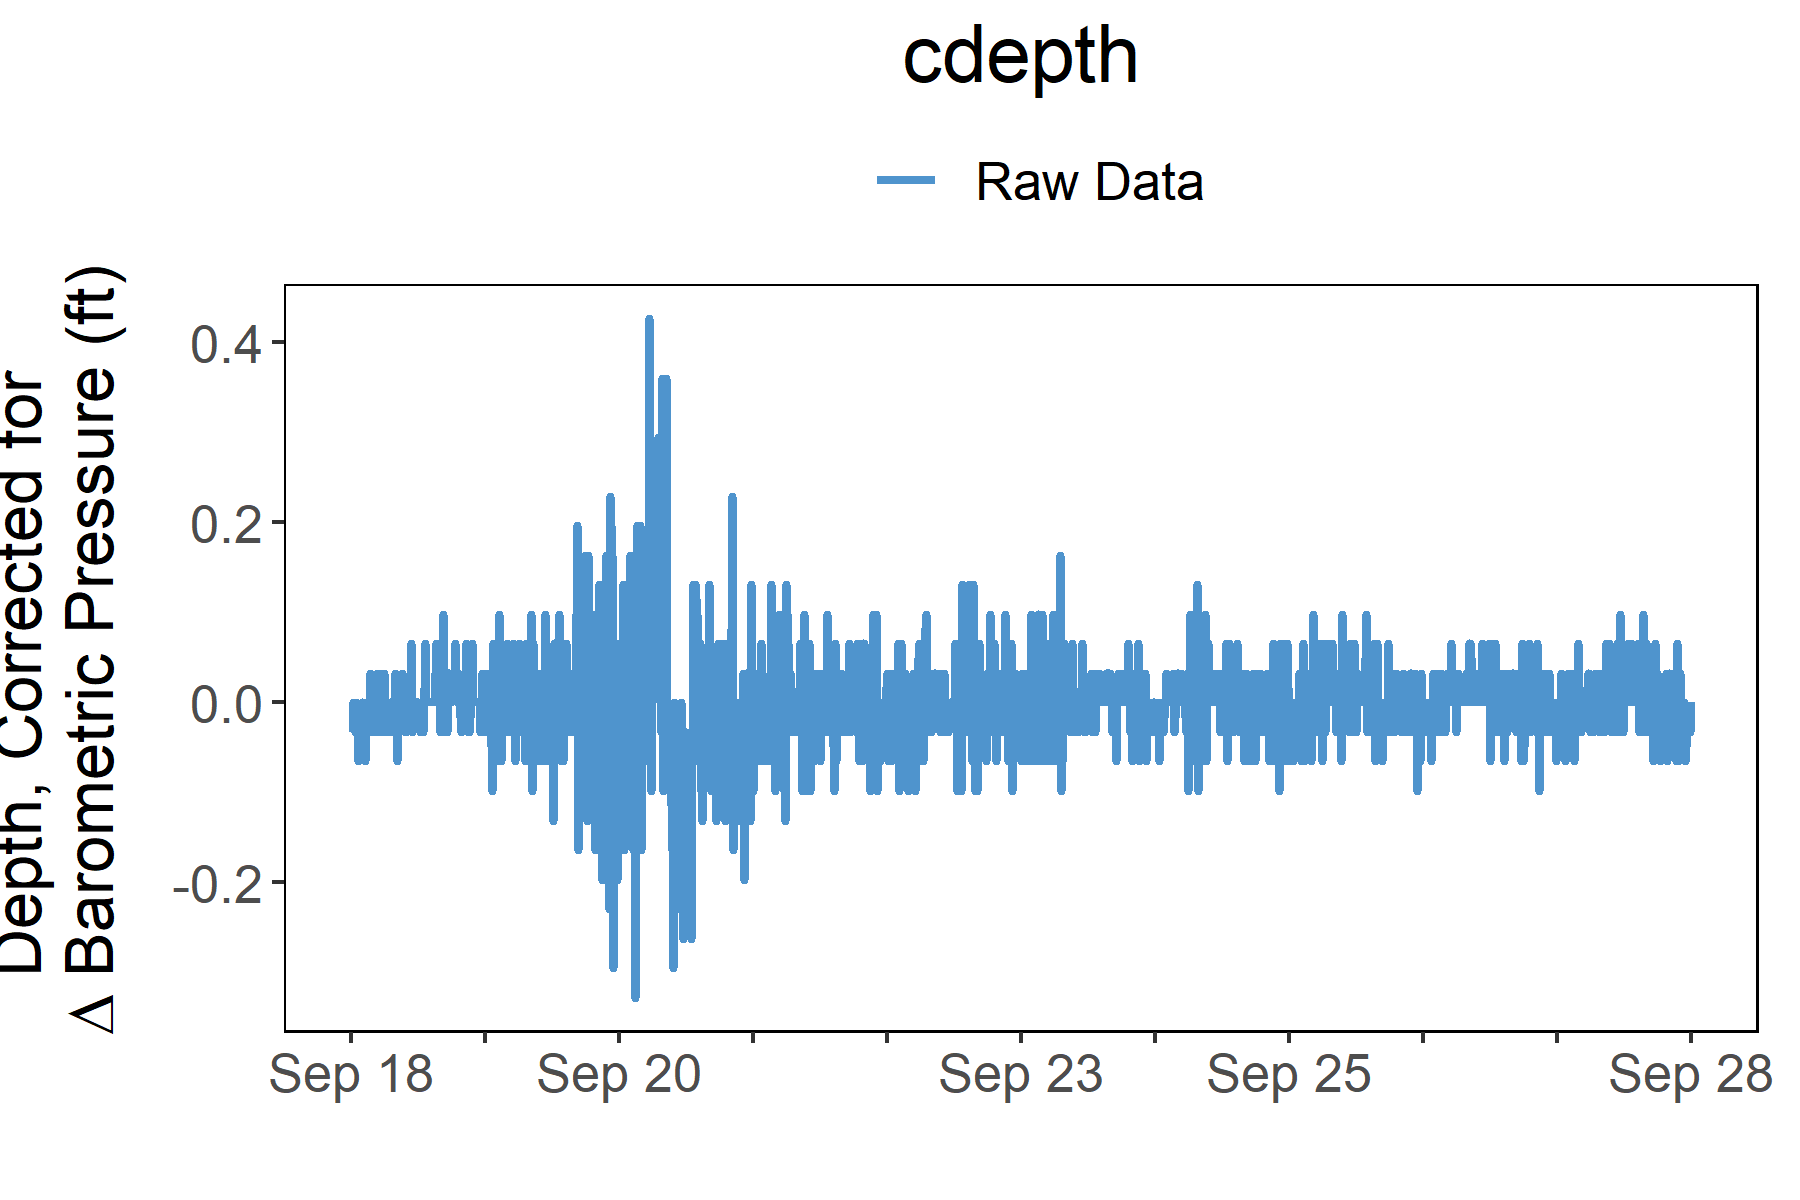 cdepth
Raw Data
Depth, Corrected for
Δ Barometric Pressure (ft)
0.4
0.2
0.0
-0.2
Sep 18
Sep 20
Sep 23
Sep 25
Sep 28